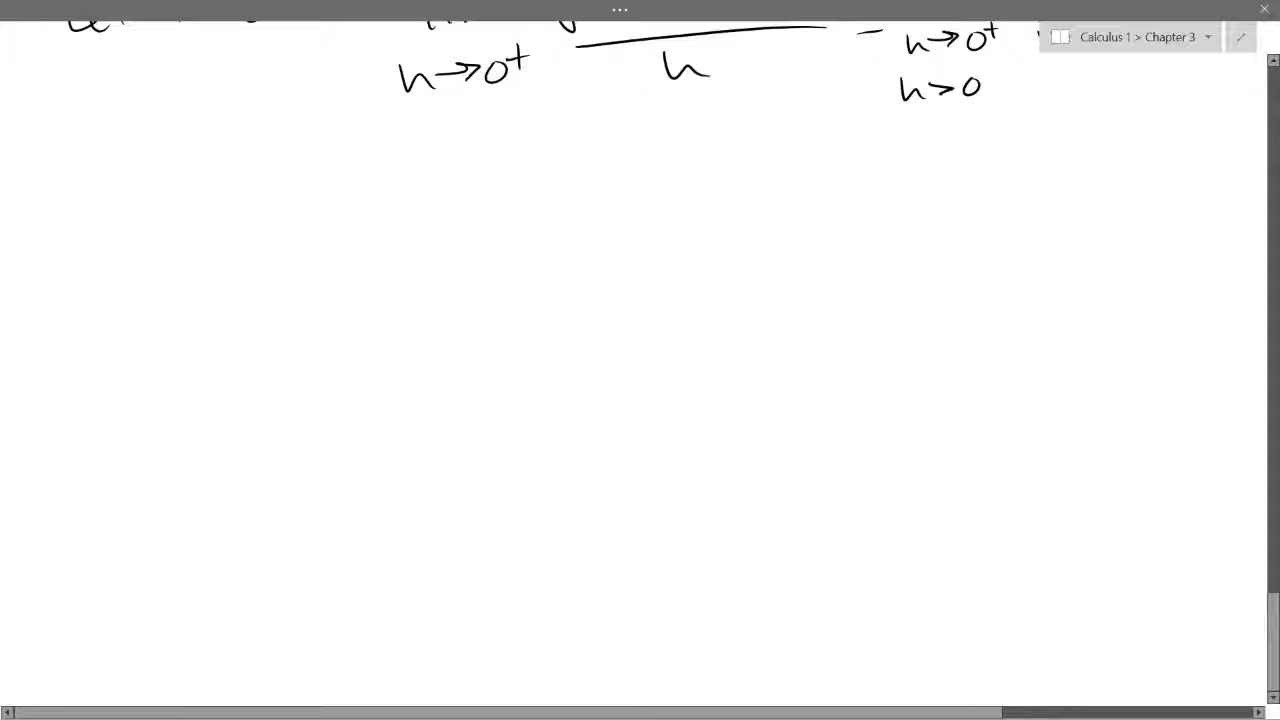 Calculus 1 > Chapter 3
h→0⁺ h h→0⁺
h>0